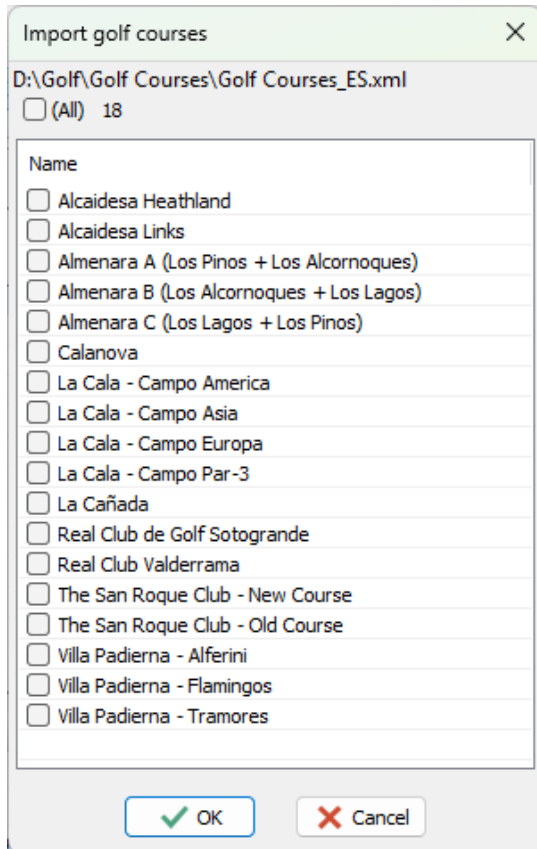 Import golf courses
D:\Golf\Golf Courses\Golf Courses_ES.xml
(All) 18
Name
Alcaidesa Heathland
Alcaidesa Links
Almenara A (Los Pinos + Los Alcornoques)
Almenara B (Los Alcornoques + Los Lagos)
Almenara C (Los Lagos + Los Pinos)
Calanova
La Cala - Campo America
La Cala - Campo Asia
La Cala - Campo Europa
La Cala - Campo Par-3
La Cañada
Real Club de Golf Sotogrande
Real Club Valderrama
The San Roque Club - New Course
The San Roque Club - Old Course
Villa Padierna - Alferini
Villa Padierna - Flamingos
Villa Padierna - Tramores
OK Cancel